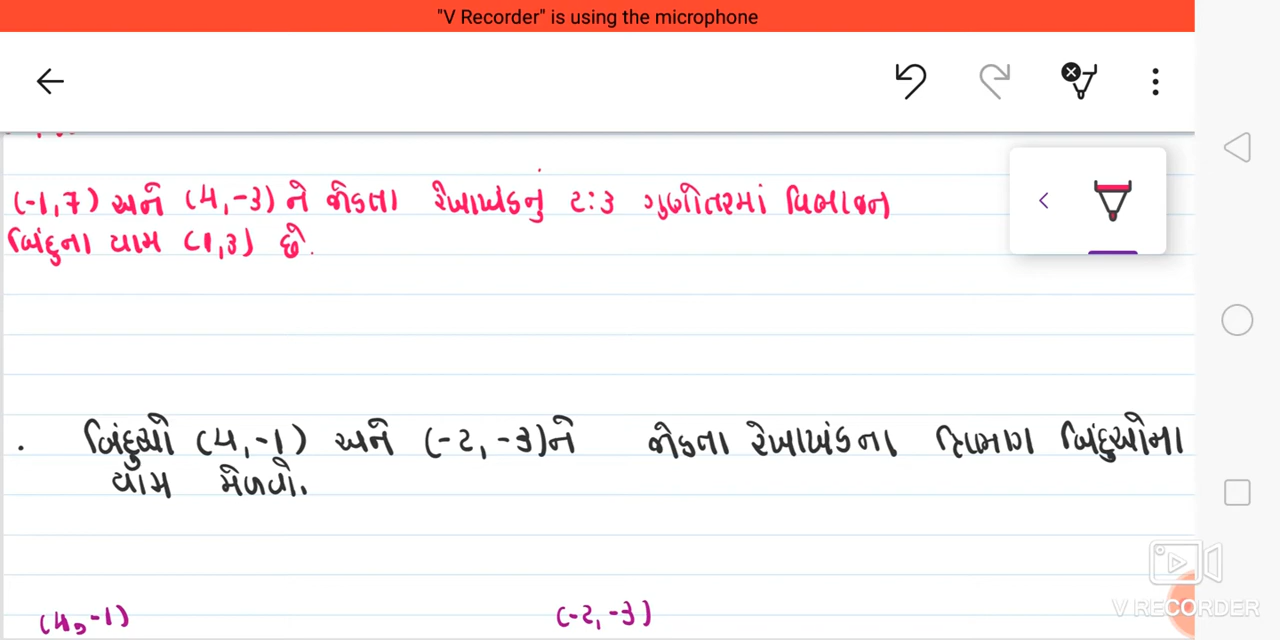 "V Recorder" is using the microphone
(-1,7) અને (4,-3) ને જોડતા રેખાખંડનું 2:3 ગુણોતરમાં વિભાજન
બિંદુના યામ (1,3) છે.
. બિંદુઓ (4,-1) અને (-2,-3)ને જોડતા રેખાખંડના ત્રિભાગ બિંદુઓના
યામ મેળવો.
(4,-1) (-2,-3)
V RECORDER